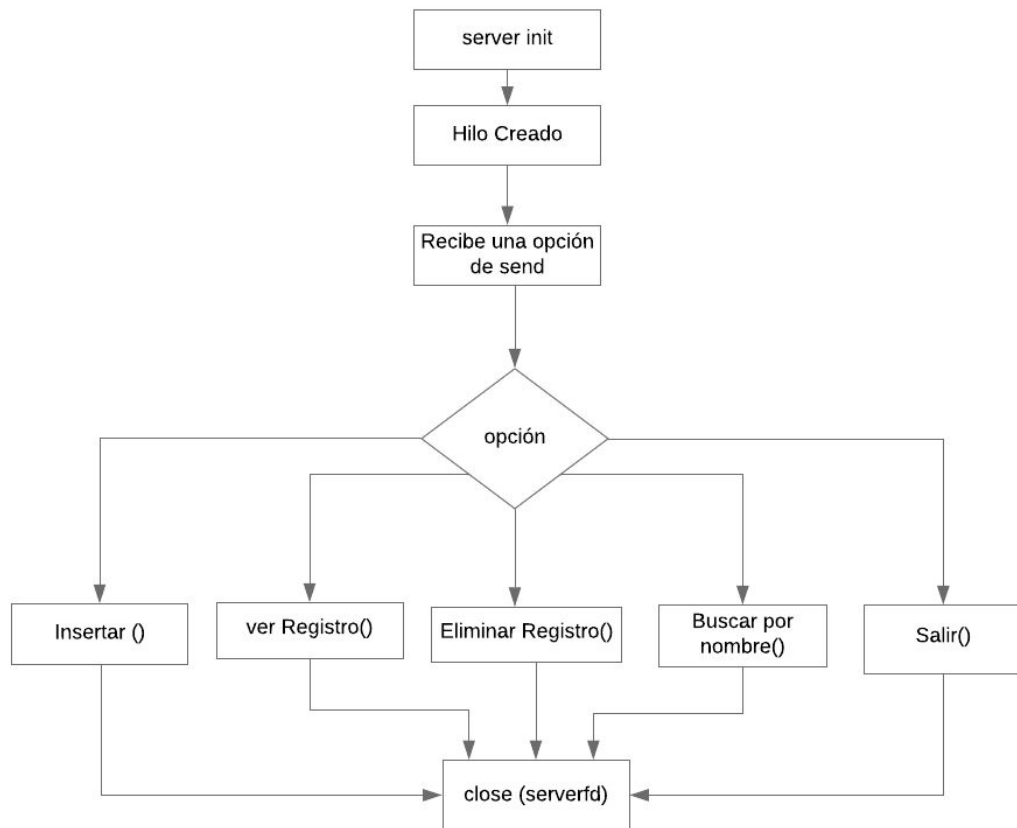 server init
Hilo Creado
Recibe una opción
de send
opción
Insertar ()
ver Registro()
Eliminar Registro()
Buscar por
nombre()
Salir()
close (serverfd)